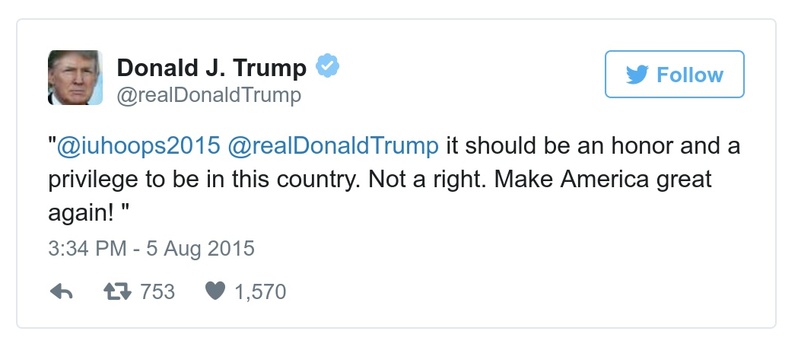 Donald J. Trump
@realDonaldTrump
Follow
"@iuhoops2015 @realDonaldTrump it should be an honor and a
privilege to be in this country. Not a right. Make America great
again! "
3:34 PM - 5 Aug 2015
753 1,570